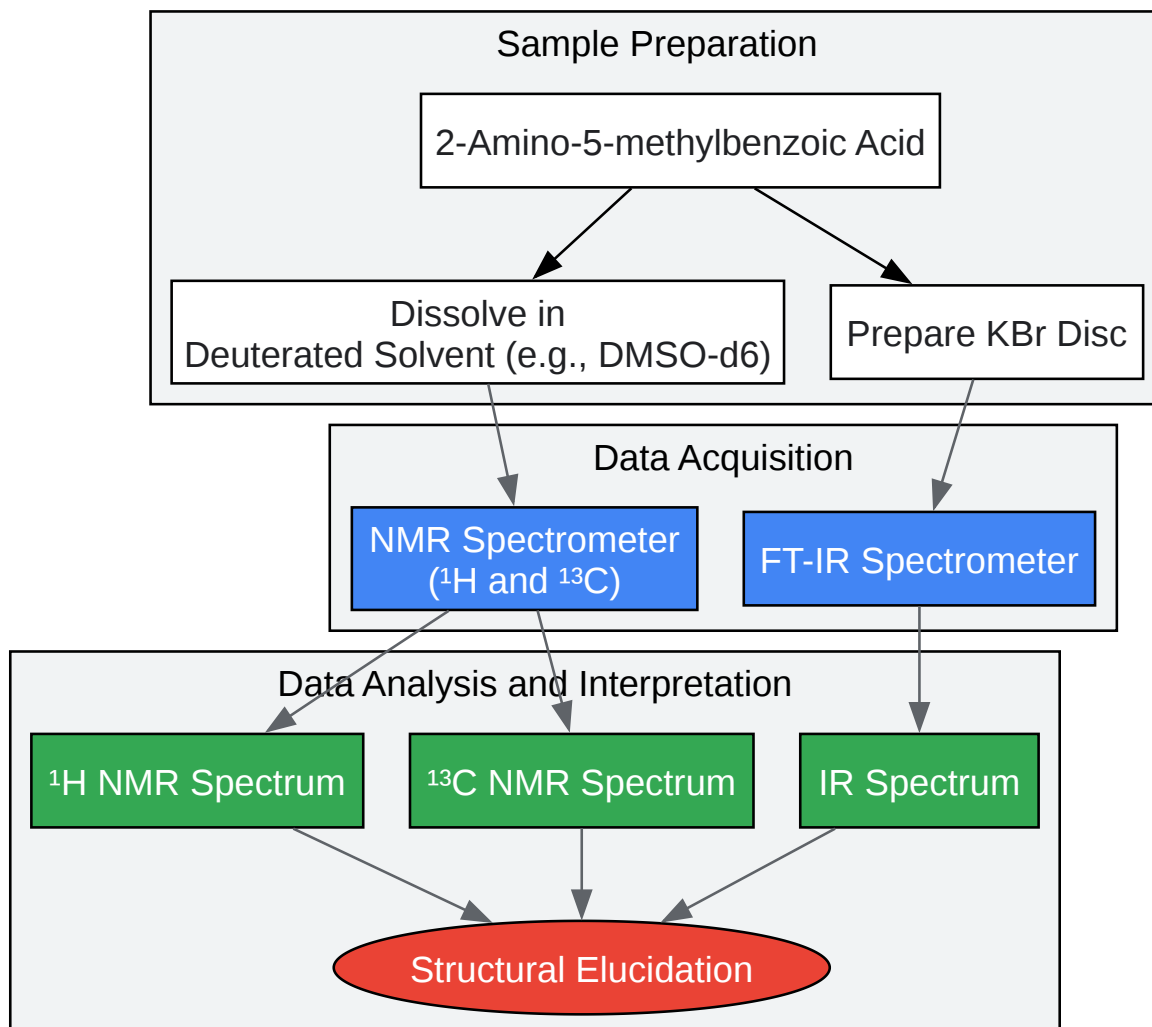 Sample Preparation
2-Amino-5-methylbenzoic Acid
Dissolve in
Deuterated Solvent (e.g., DMSO-d6)
Prepare KBr Disc
Data Acquisition
NMR Spectrometer
(¹H and ¹³C)
FT-IR Spectrometer
Data Analysis and Interpretation
¹H NMR Spectrum
¹³C NMR Spectrum
IR Spectrum
Structural Elucidation